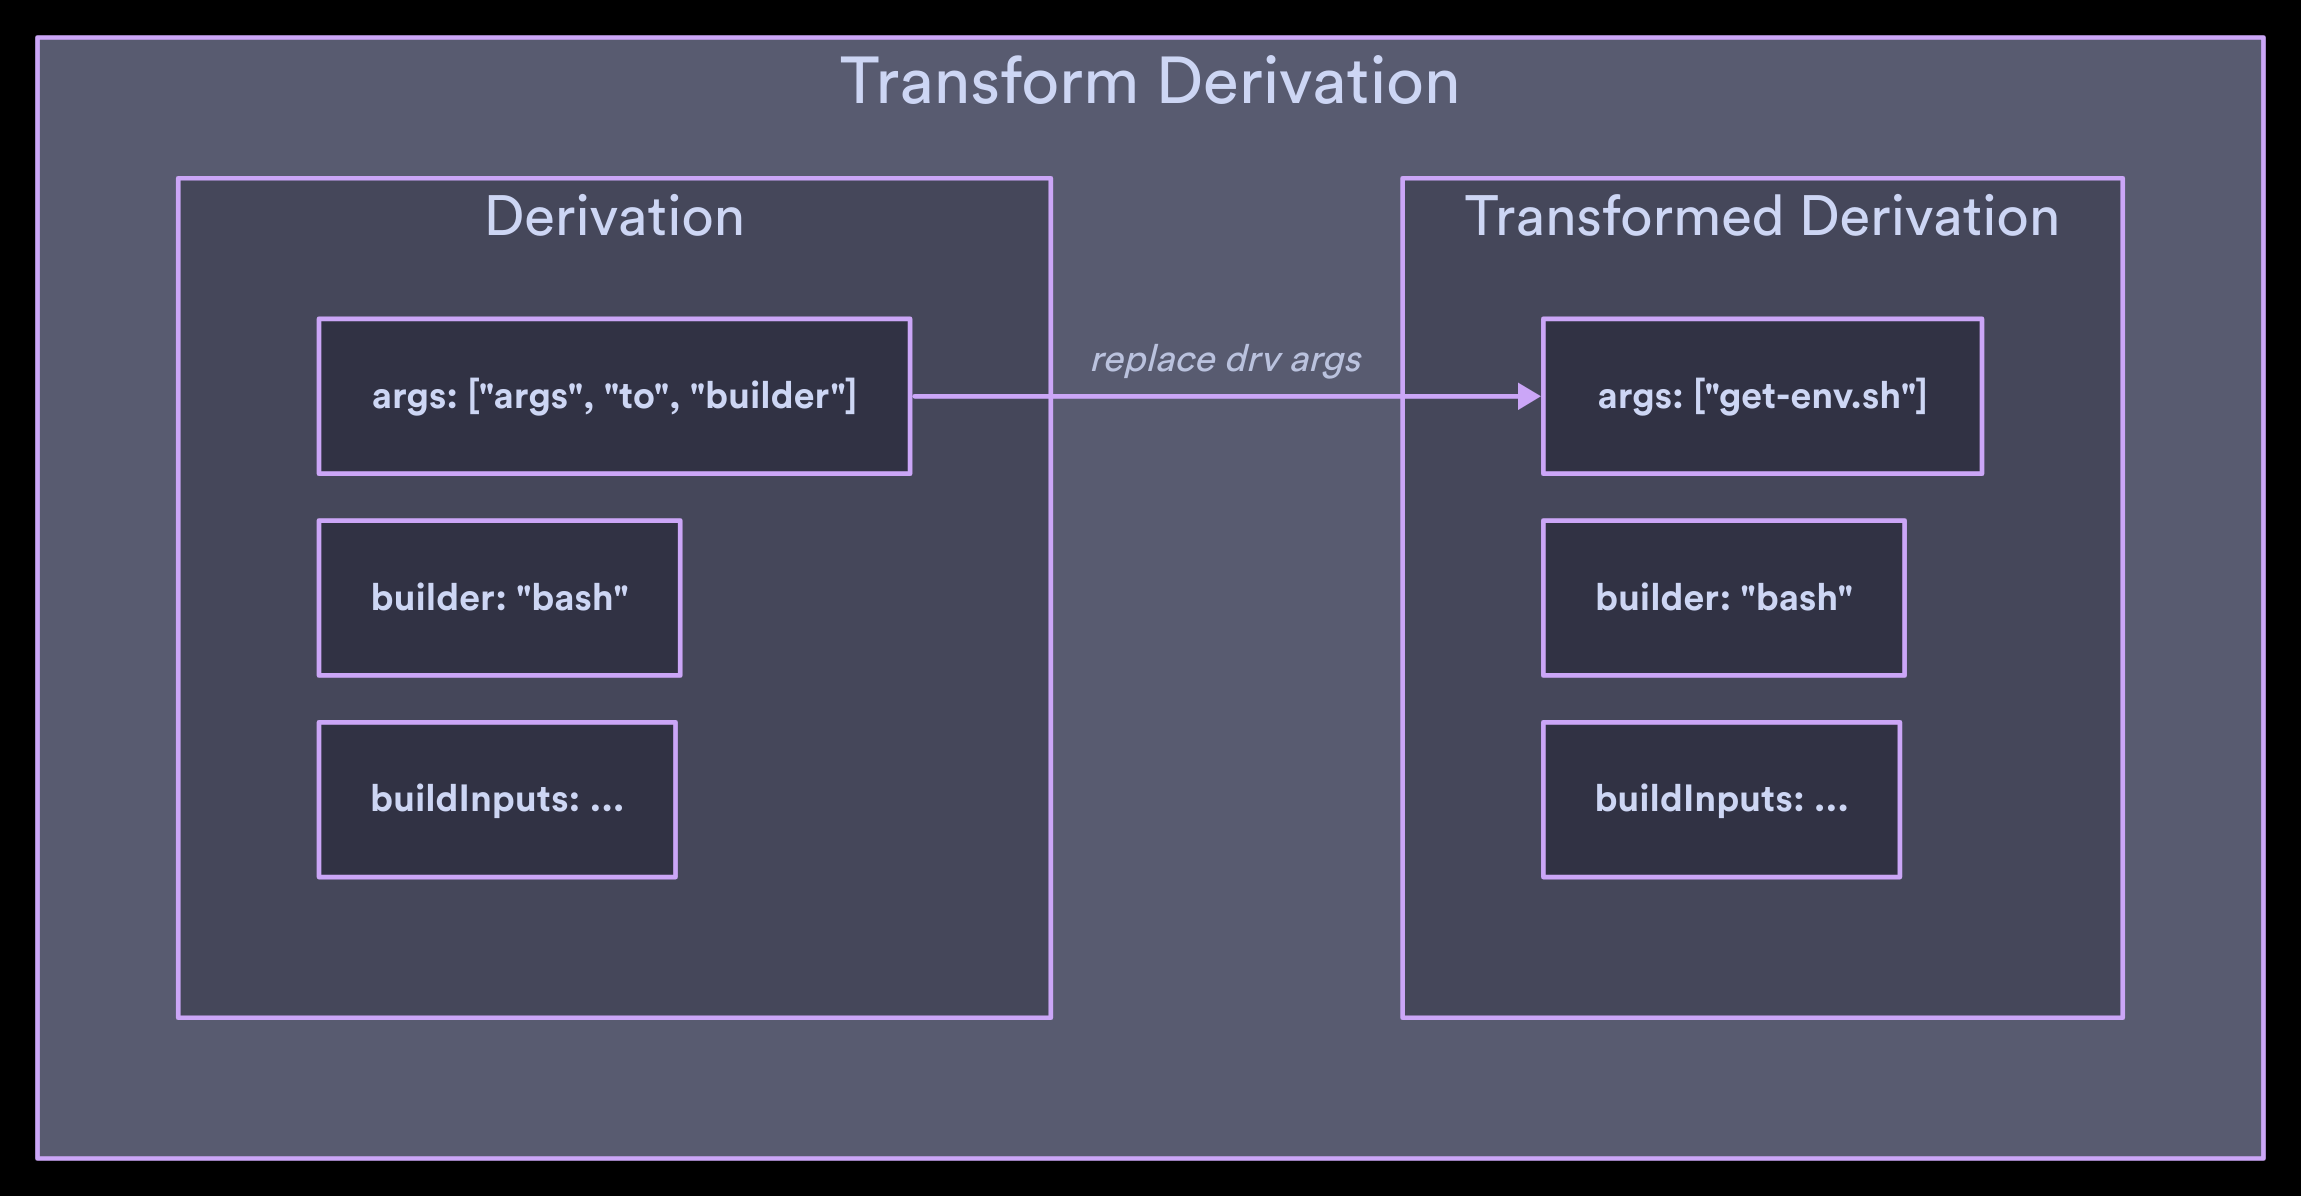 Transform Derivation
Derivation
args: ["args", "to", "builder"]
builder: "bash"
buildInputs: ...
replace drv args
Transformed Derivation
args: ["get-env.sh"]
builder: "bash"
buildInputs: ...